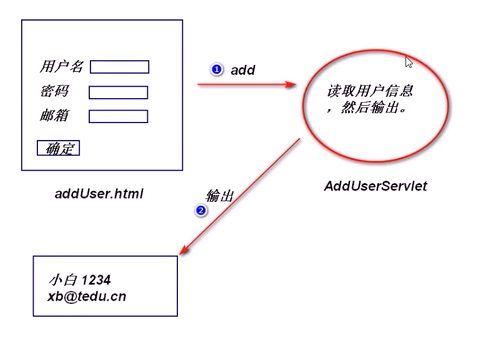 用户名
密码
邮箱
确定
addUser.html
1 add
读取用户信息
，然后输出。
AddUserServlet
2 输出
小白 1234
xb@tedu.cn